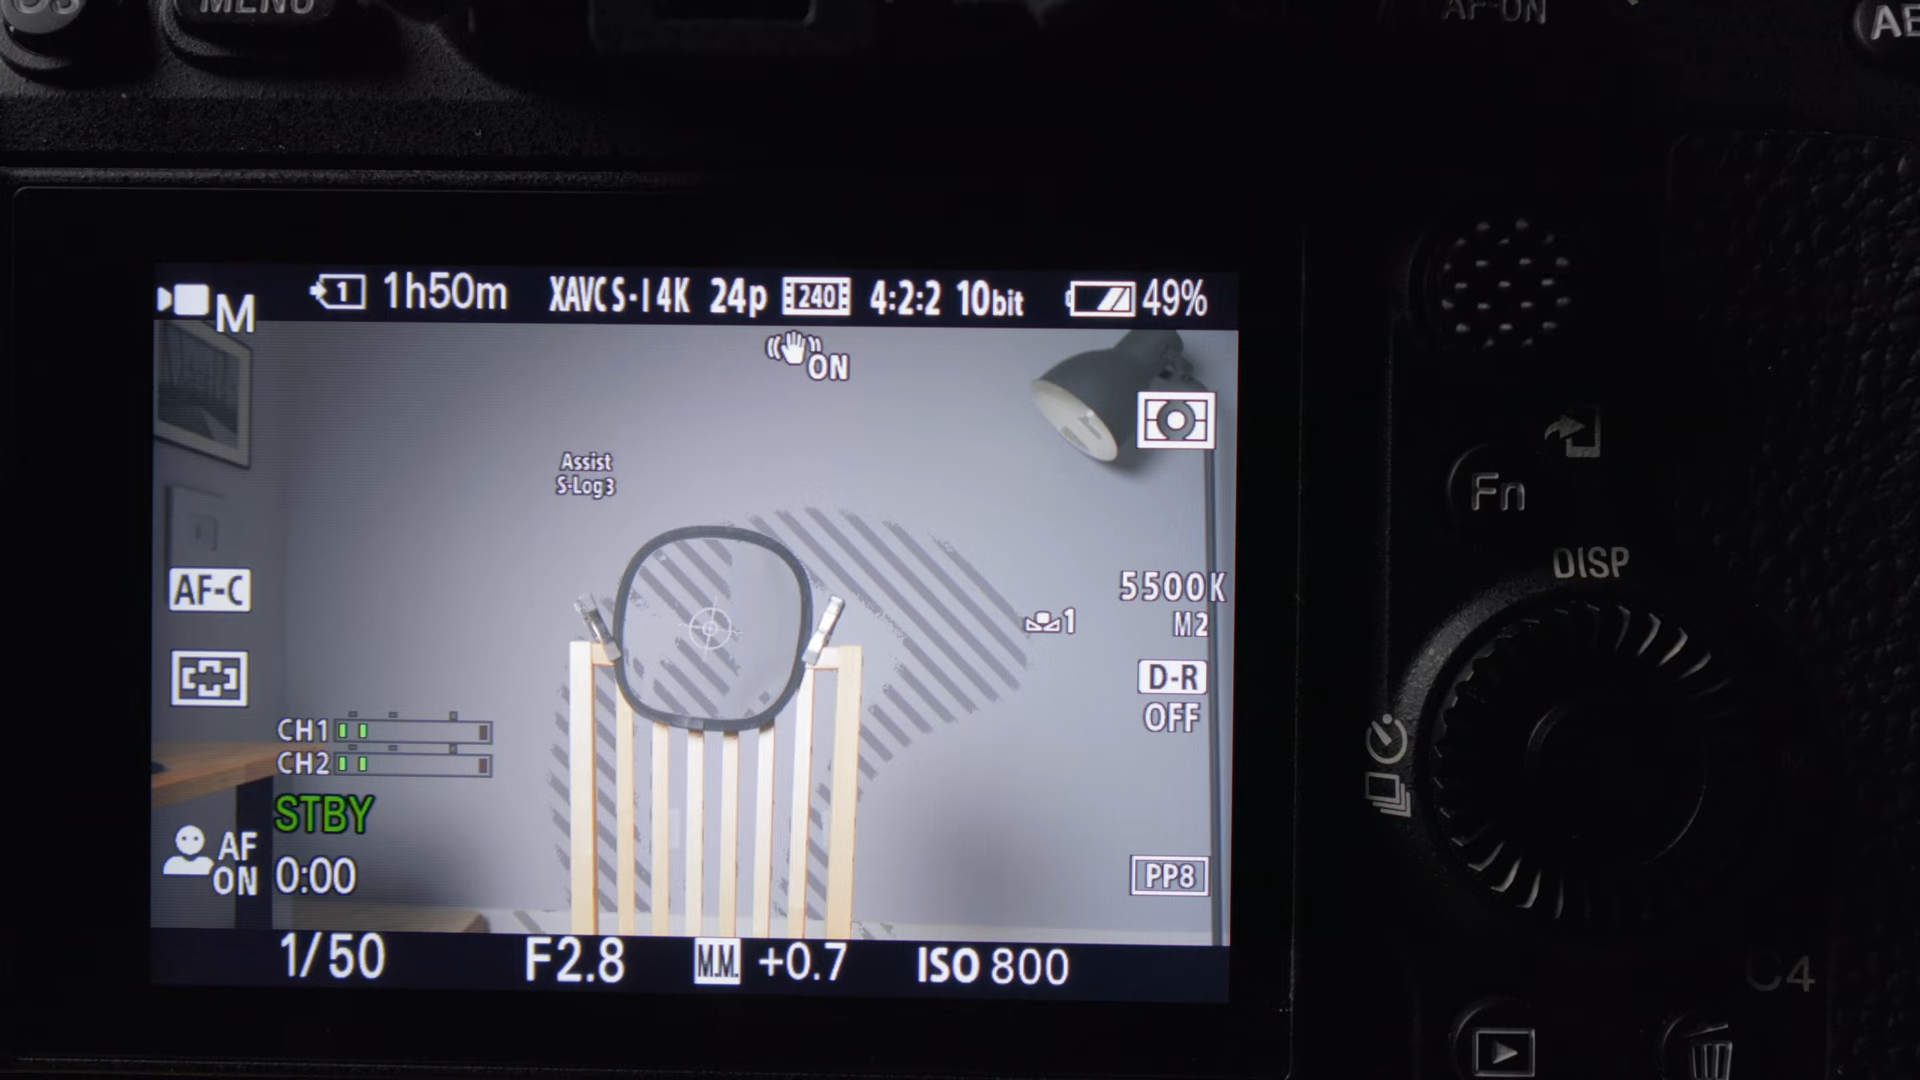 MENU
AF-ON
M
1 1h50m XAVC S-I 4K 24p 240 4:2:2 10bit 49%
ON
Assist
S-Log3
Fn
DISP
AF-C
5500K
1
M2
D-R
OFF
CH1
CH2
STBY
AF
ON
0:00
PP8
1/50 F2.8 M.M. +0.7 ISO 800
C4